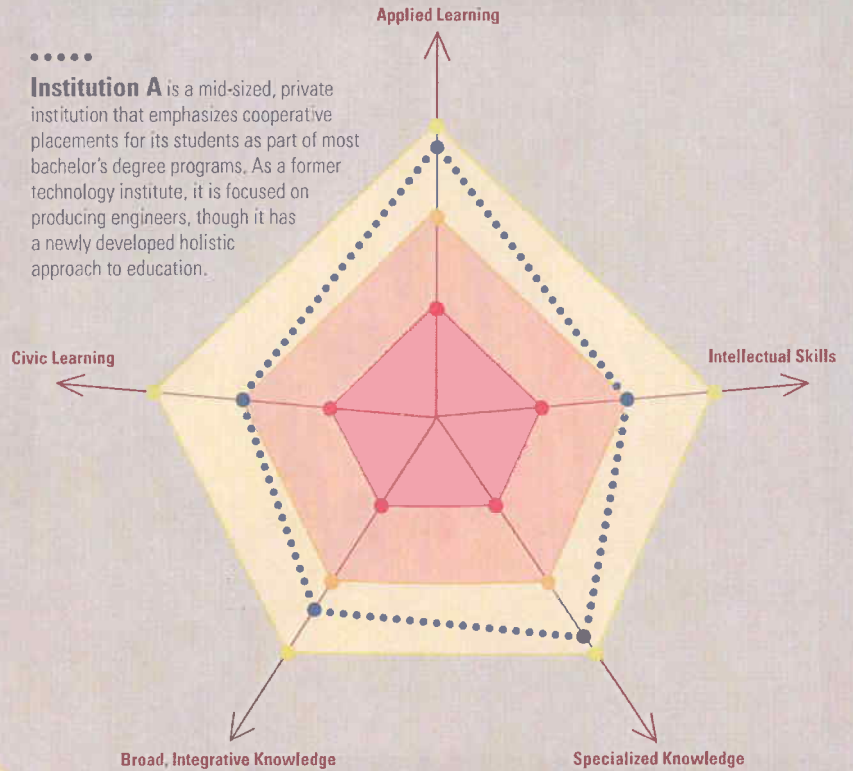 Applied Learning
Institution A is a mid-sized, private
institution that emphasizes cooperative
placements for its students as part of most
bachelor's degree programs. As a former
technology institute, it is focused on
producing engineers, though it has
a newly developed holistic
approach to education.
Civic Learning
Intellectual Skills
Broad, Integrative Knowledge
Specialized Knowledge